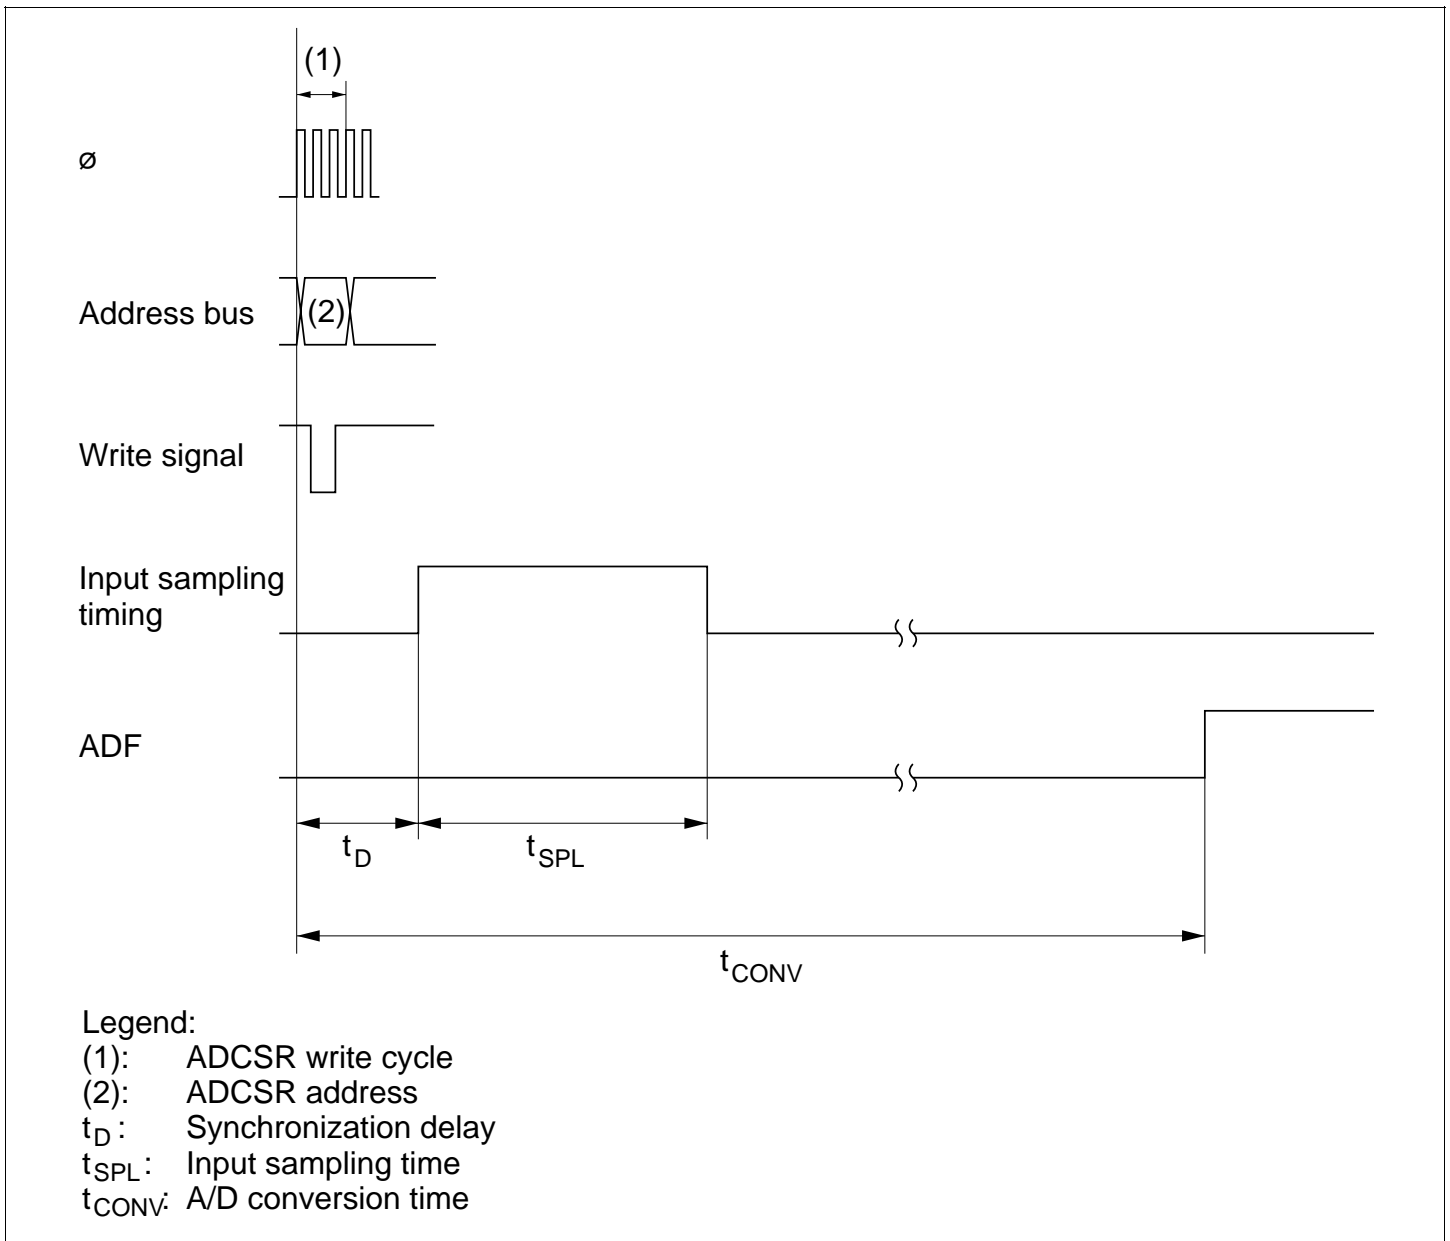 (1)
ø
Address bus
(2)
Write signal
Input sampling
timing
ADF
tD
tSPL
tCONV
Legend:
(1): ADCSR write cycle
(2): ADCSR address
tD : Synchronization delay
tSPL : Input sampling time
tCONV: A/D conversion time